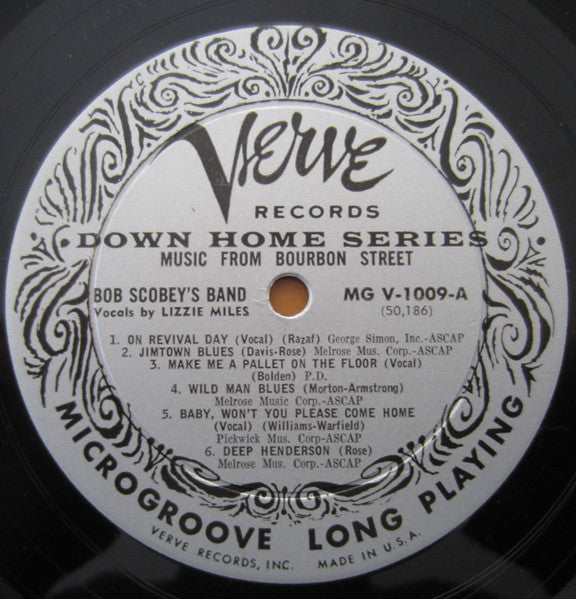 Verve
RECORDS
DOWN HOME SERIES
MUSIC FROM BOURBON STREET
BOB SCOBEY'S BAND MG V-1009-A
Vocals by LIZZIE MILES (50,186)
1. ON REVIVAL DAY (Vocal) (Razaf) George Simon, Inc.-ASCAP
2. JIMTOWN BLUES (Davis-Rose) Melrose Mus. Corp.-ASCAP
3. MAKE ME A PALLET ON THE FLOOR (Vocal)
(Bolden) P.D.
4. WILD MAN BLUES (Morton-Armstrong)
Melrose Music Corp-ASCAP
5. BABY, WON'T YOU PLEASE COME HOME
(Vocal) (Williams-Warfield)
Pickwick Mus. Corp-ASCAP
6. DEEP HENDERSON (Rose)
Melrose Mus. Corp.-ASCAP
MICROGROOVE LONG PLAYING
VERVE RECORDS, INC. MADE IN U.S.A.